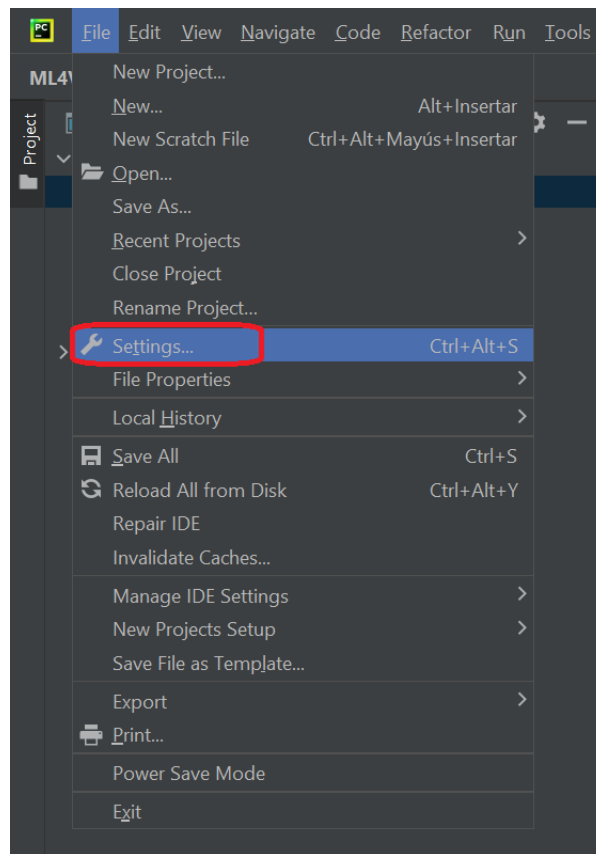 PC
File Edit View Navigate Code Refactor Run Tools
ML4
New Project...
New... Alt+Insertar
New Scratch File Ctrl+Alt+Mayús+Insertar
Open...
Save As...
Recent Projects
Close Project
Rename Project...
Settings... Ctrl+Alt+S
File Properties
Local History
Save All Ctrl+S
Reload All from Disk Ctrl+Alt+Y
Repair IDE
Invalidate Caches...
Manage IDE Settings
New Projects Setup
Save File as Template...
Export
Print...
Power Save Mode
Exit
Project